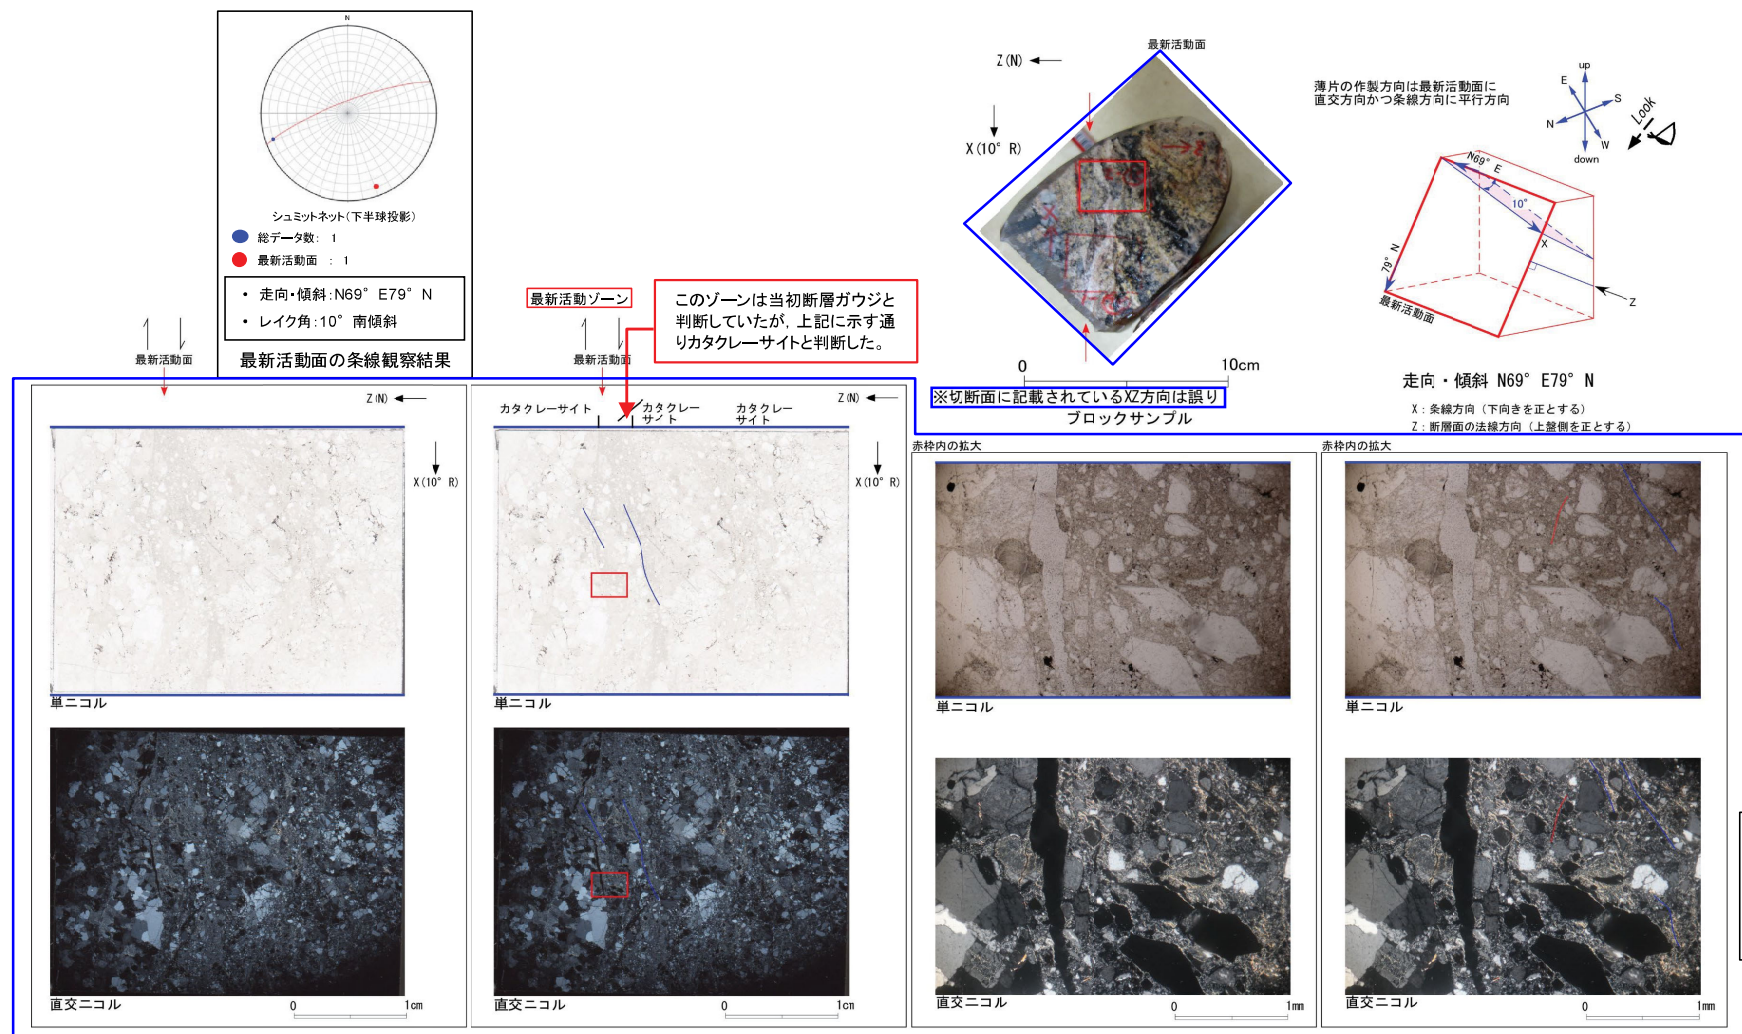 N
シュミットネット(下半球投影)
総データ数: 1
最新活動面 : 1
・ 走向・傾斜:N69° E79° N
・ レイク角:10° 南傾斜
最新活動面の条線観察結果
最新活動面
最新活動ゾーン
最新活動面
このゾーンは当初断層ガウジと
判断していたが, 上記に示す通
りカタクレーサイトと判断した。
Z(N)
X(10° R)
単ニコル
直交ニコル
0 1cm
カタクレーサイト
カタクレー
サイト
カタクレー
サイト
Z(N)
X(10° R)
単ニコル
直交ニコル
0 1cm
最新活動面
Z(N)
X(10° R)
0 10cm
※切断面に記載されているXZ方向は誤り
ブロックサンプル
薄片の作製方向は最新活動面に
直交方向かつ条線方向に平行方向
up
E
S
N
W
down
Look
N69° E
10°
X
79° N
Z
最新活動面
走向・傾斜 N69° E79° N
X:条線方向(下向きを正とする)
Z:断層面の法線方向(上盤側を正とする)
赤枠内の拡大
単ニコル
直交ニコル
0 1mm
赤枠内の拡大
単ニコル
直交ニコル
0 1mm